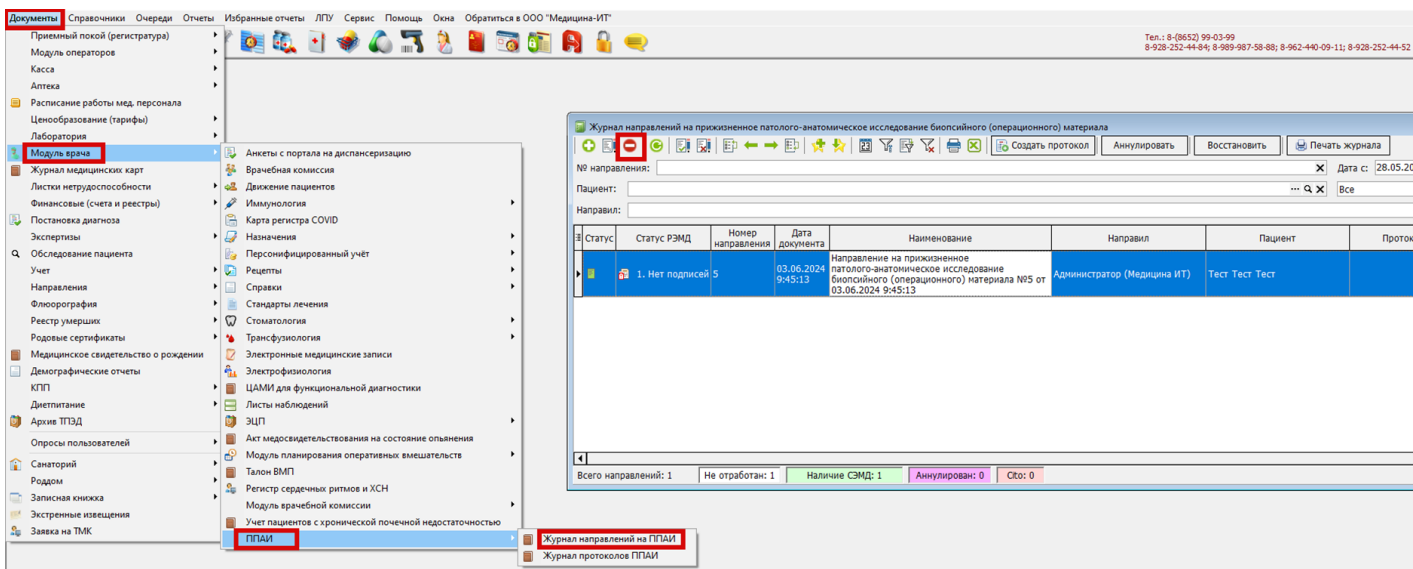 Документы Справочники Очереди Отчеты Избранные отчеты ЛПУ Сервис Помощь Окна Обратиться в ООО "Медицина-ИТ"
Тел.: 8-(8652) 99-03-99
8-928-252-44-84; 8-989-987-58-88; 8-962-440-09-11; 8-928-252-44-52
Приемный покой (регистратура)
Модуль операторов
Касса
Аптека
Расписание работы мед. персонала
Ценообразование (тарифы)
Лаборатория
Модуль врача
Журнал медицинских карт
Листки нетрудоспособности
Финансовые (счета и реестры)
Постановка диагноза
Экспертизы
Обследование пациента
Учет
Направления
Флюорография
Реестр умерших
Родовые сертификаты
Медицинское свидетельство о рождении
Демографические отчеты
КПП
Диетпитание
Архив ТПЭД
Опросы пользователей
Санаторий
Роддом
Записная книжка
Экстренные извещения
Заявка на ТМК
Анкеты с портала на диспансеризацию
Врачебная комиссия
Движение пациентов
Иммунология
Карта регистра COVID
Назначения
Персонифицированный учёт
Рецепты
Справки
Стандарты лечения
Стоматология
Трансфузиология
Электронные медицинские записи
Электрофизиология
ЦАМИ для функциональной диагностики
Листы наблюдений
ЭЦП
Акт медосвидетельствования на состояние опьянения
Модуль планирования оперативных вмешательств
Талон ВМП
Регистр сердечных ритмов и ХСН
Модуль врачебной комиссии
Учет пациентов с хронической почечной недостаточностью
ППАИ
Журнал направлений на ППАИ
Журнал протоколов ППАИ
Журнал направлений на прижизненное патолого-анатомическое исследование биопсийного (операционного) материала
Создать протокол Аннулировать Восстановить Печать журнала
№ направления: Дата с: 28.05.20
Пациент: Все
Направил:
Статус Статус РЭМД Номер направления Дата документа Наименование Направил Пациент Проток
1. Нет подписей 5 03.06.2024 9:45:13
Направление на прижизненное
патолого-анатомическое исследование
биопсийного (операционного) материала №5 от
03.06.2024 9:45:13
Администратор (Медицина ИТ) Тест Тест Тест
Всего направлений: 1 Не отработан: 1 Наличие СЭМД: 1 Аннулирован: 0 Cito: 0